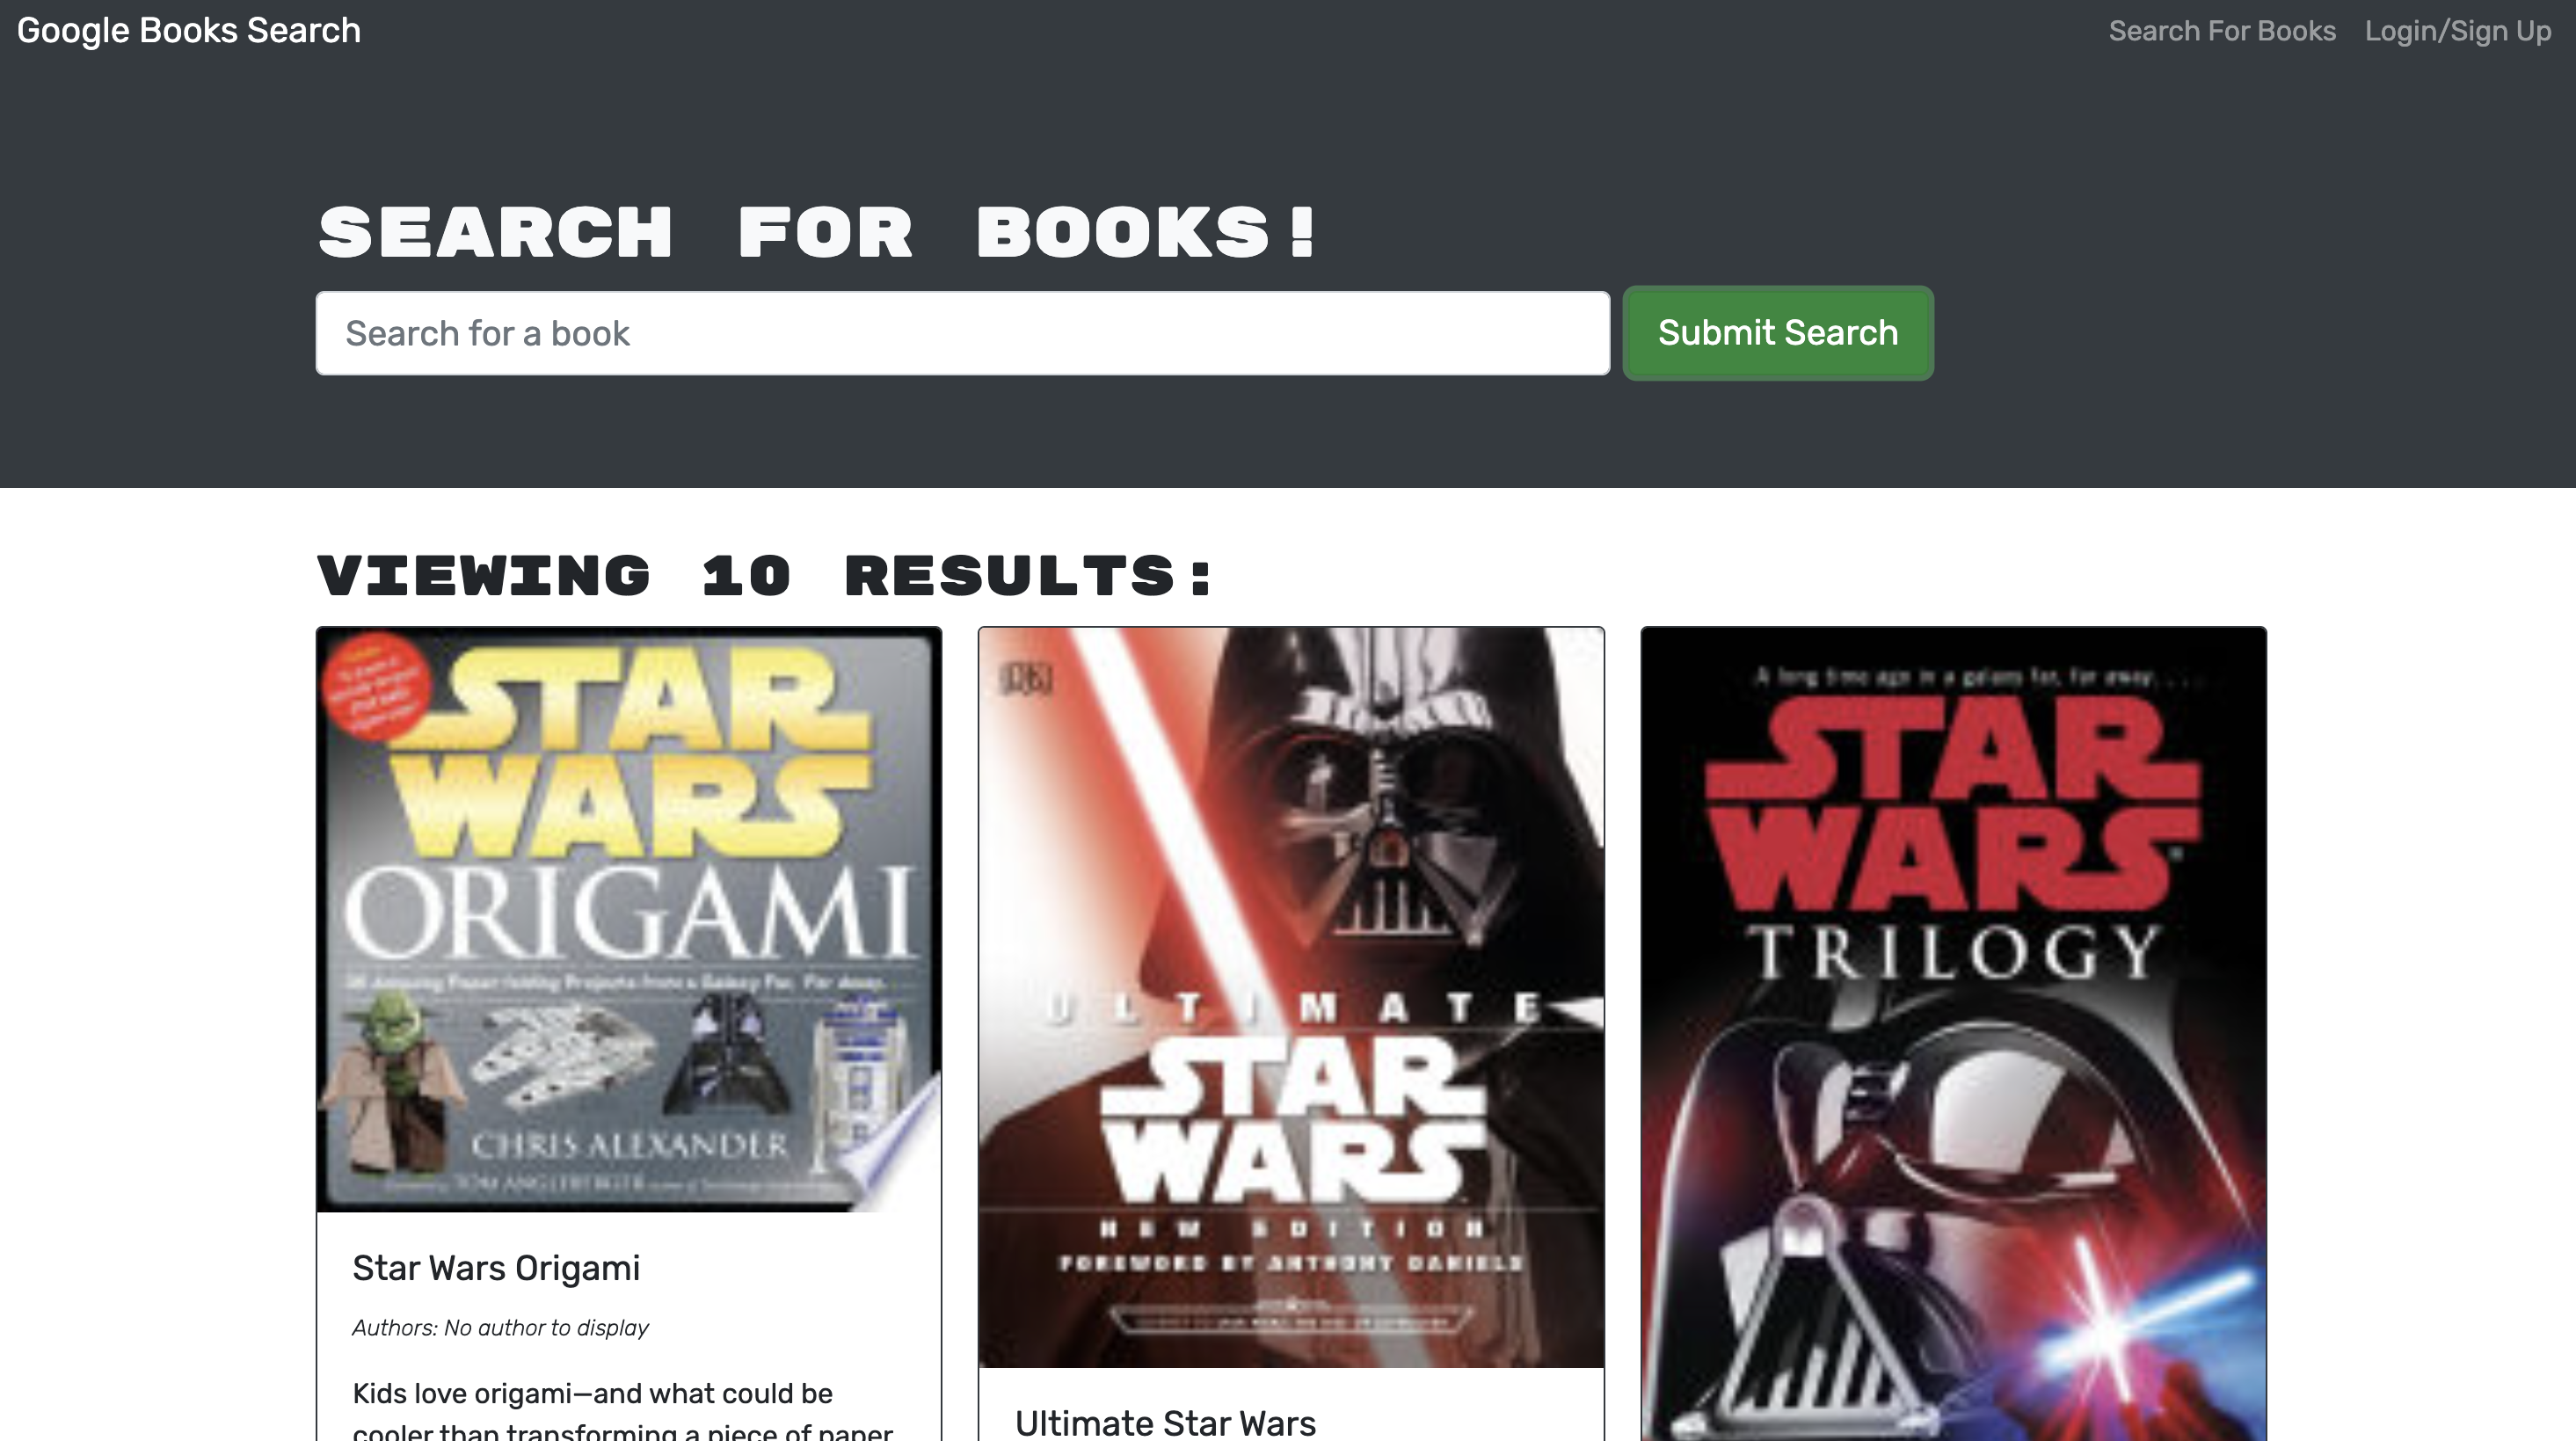 Google Books Search
Search For Books
Login/Sign Up
SEARCH FOR BOOKS!
Search for a book
Submit Search
VIEWING 10 RESULTS:
STAR
WARS
ORIGAMI
CHRIS ALEXANDER
TOM ANGLEBERGER
Star Wars Origami
Authors: No author to display
Kids love origami—and what could be
cooler than transforming a piece of paper
DK
ULTIMATE
STAR
WARS
NEW EDITION
FOREWORD BY ANTHONY DANIELS
Ultimate Star Wars
A long time ago in a galaxy far, far away. . . .
STAR
WARS
TRILOGY